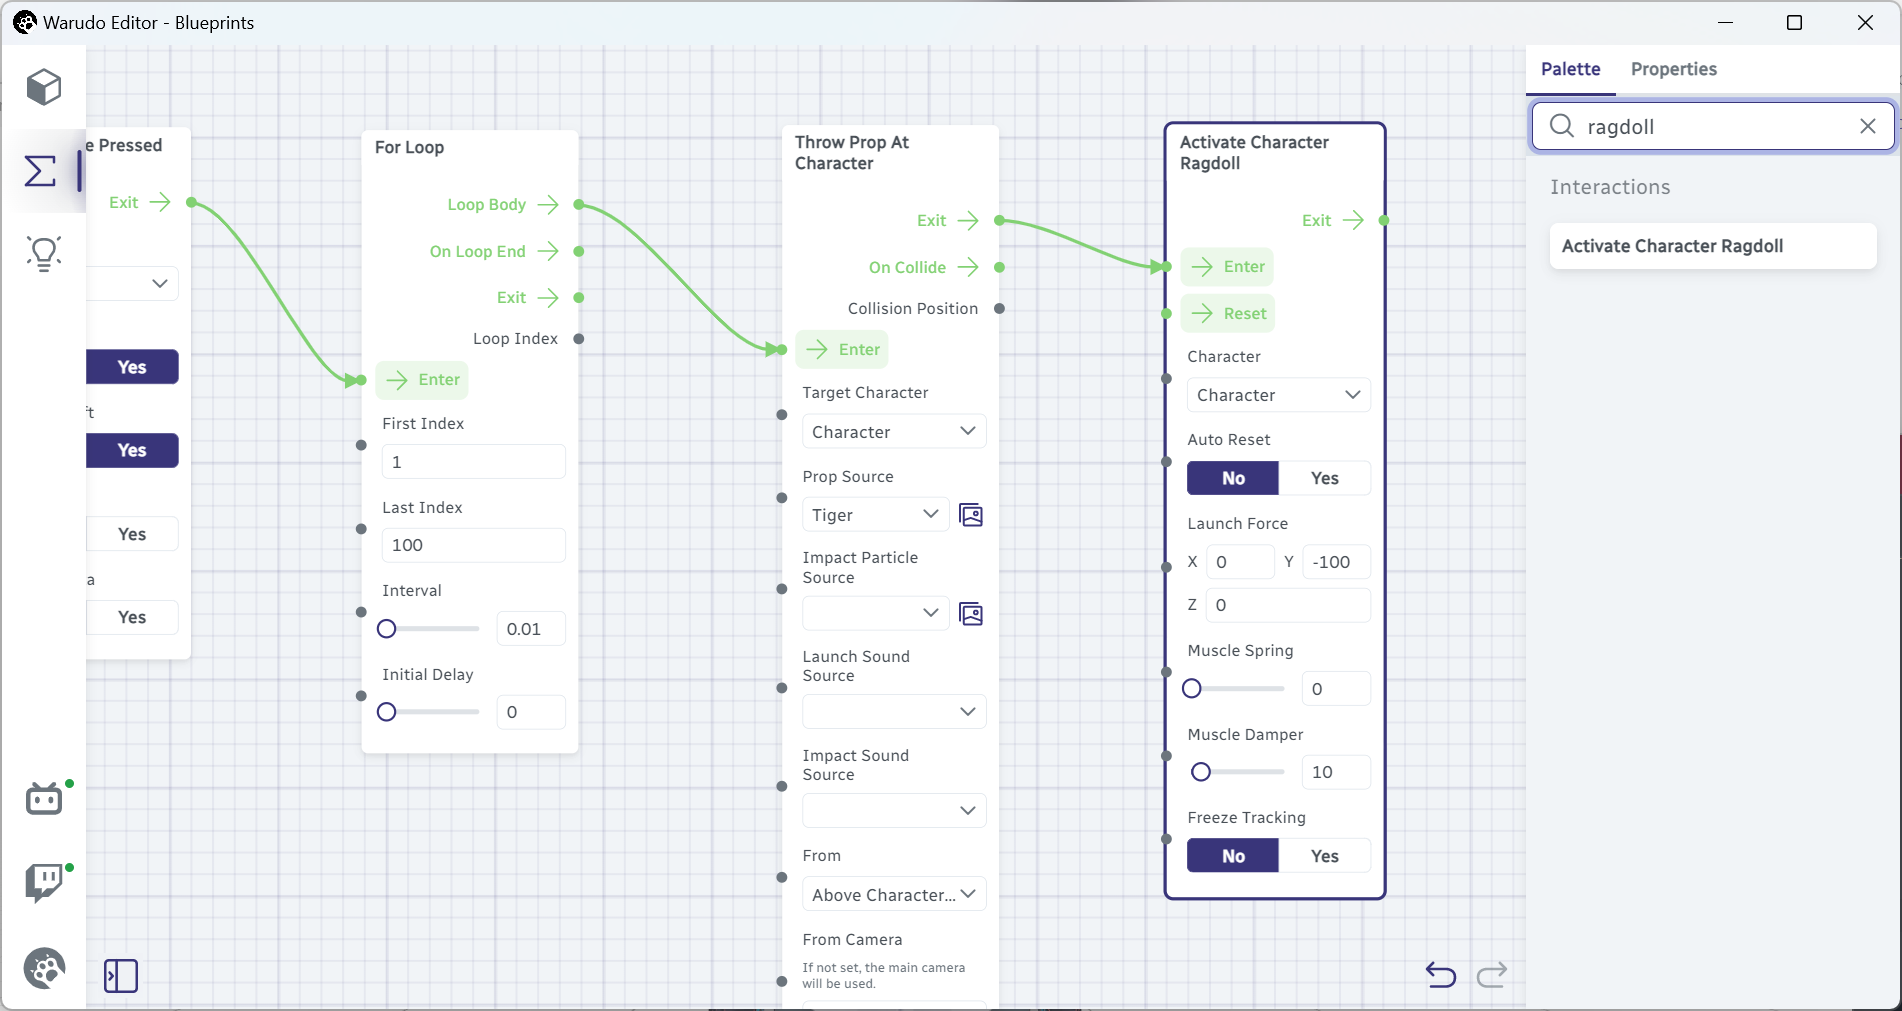 Warudo Editor - Blueprints
e Pressed
Exit
Yes
ft
Yes
Yes
a
Yes
For Loop
Loop Body
On Loop End
Exit
Loop Index
Enter
First Index
1
Last Index
100
Interval
0.01
Initial Delay
0
Throw Prop At
Character
Exit
On Collide
Collision Position
Enter
Target Character
Character
Prop Source
Tiger
Impact Particle
Source
Launch Sound
Source
Impact Sound
Source
From
Above Character...
From Camera
If not set, the main camera
will be used.
Activate Character
Ragdoll
Exit
Enter
Reset
Character
Character
Auto Reset
No Yes
Launch Force
X 0 Y -100
Z 0
Muscle Spring
0
Muscle Damper
10
Freeze Tracking
No Yes
Palette Properties
ragdoll
Interactions
Activate Character Ragdoll